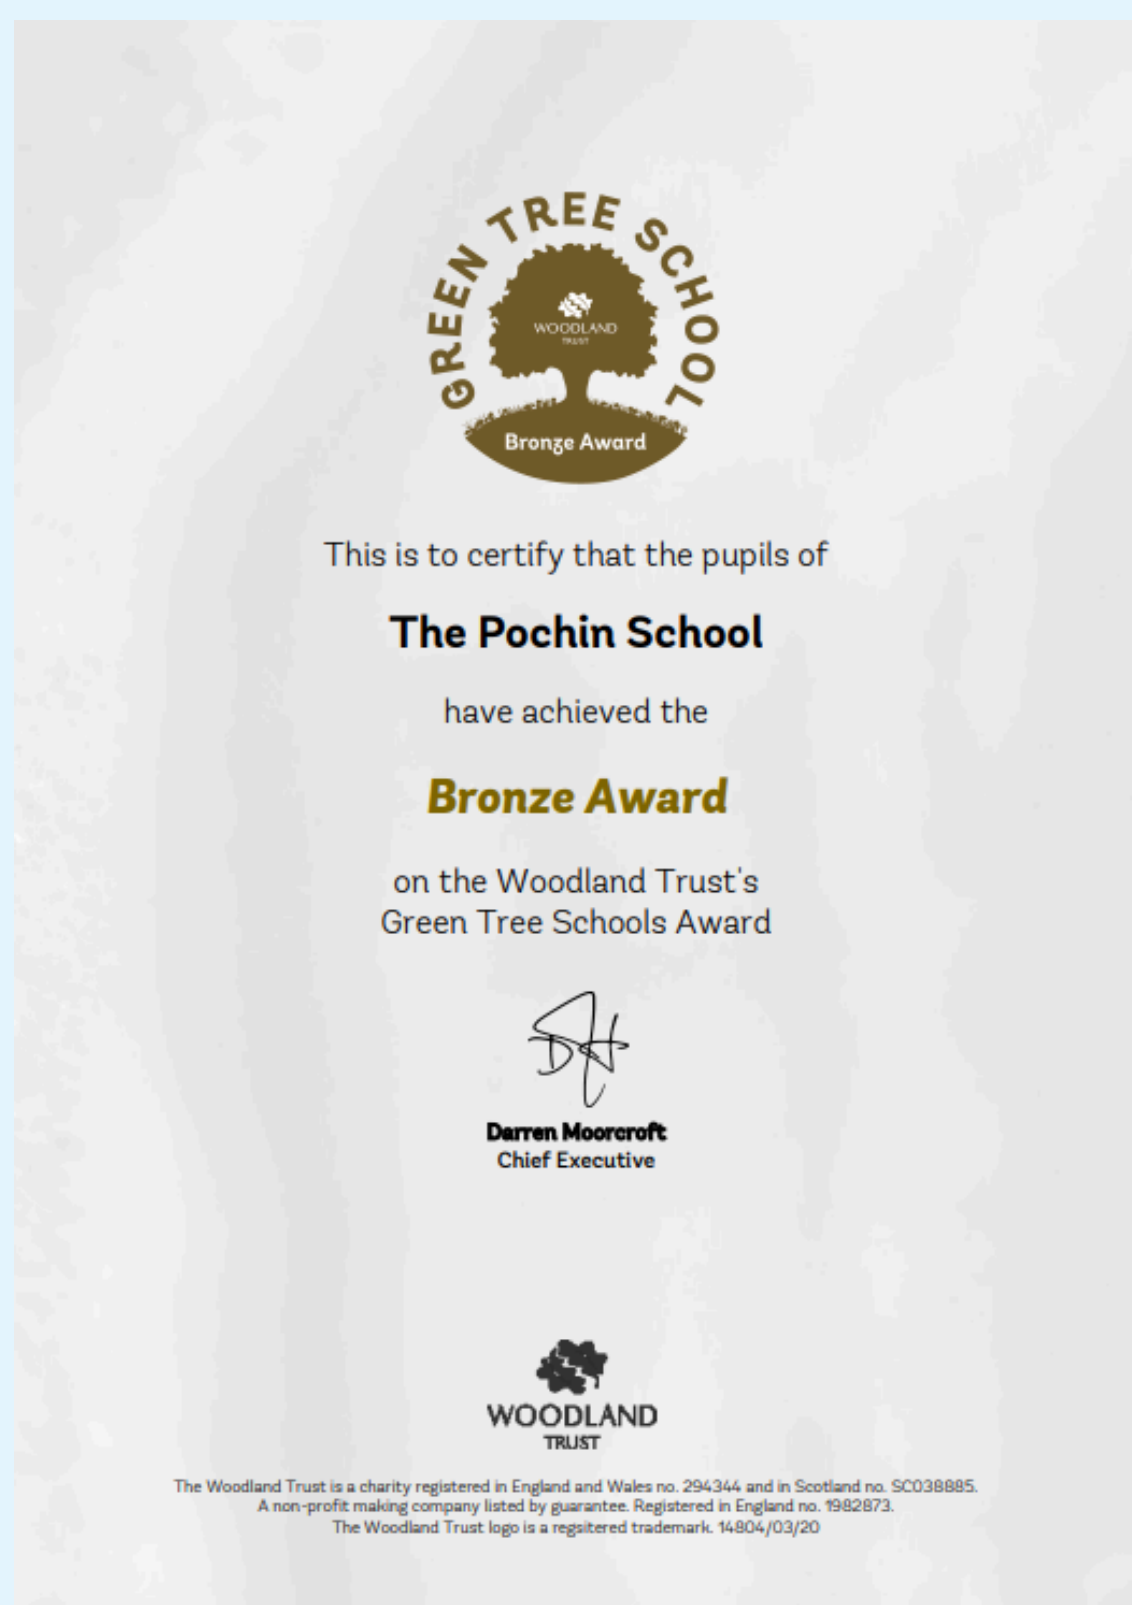 GREEN TREE SCHOOL
WOODLAND
TRUST
Bronze Award
This is to certify that the pupils of
The Pochin School
have achieved the
Bronze Award
on the Woodland Trust's
Green Tree Schools Award
Darren Moorcroft
Chief Executive
WOODLAND
TRUST
The Woodland Trust is a charity registered in England and Wales no. 294344 and in Scotland no. SC038885.
A non-profit making company listed by guarantee. Registered in England no. 1982873.
The Woodland Trust logo is a regsitered trademark. 14804/03/20